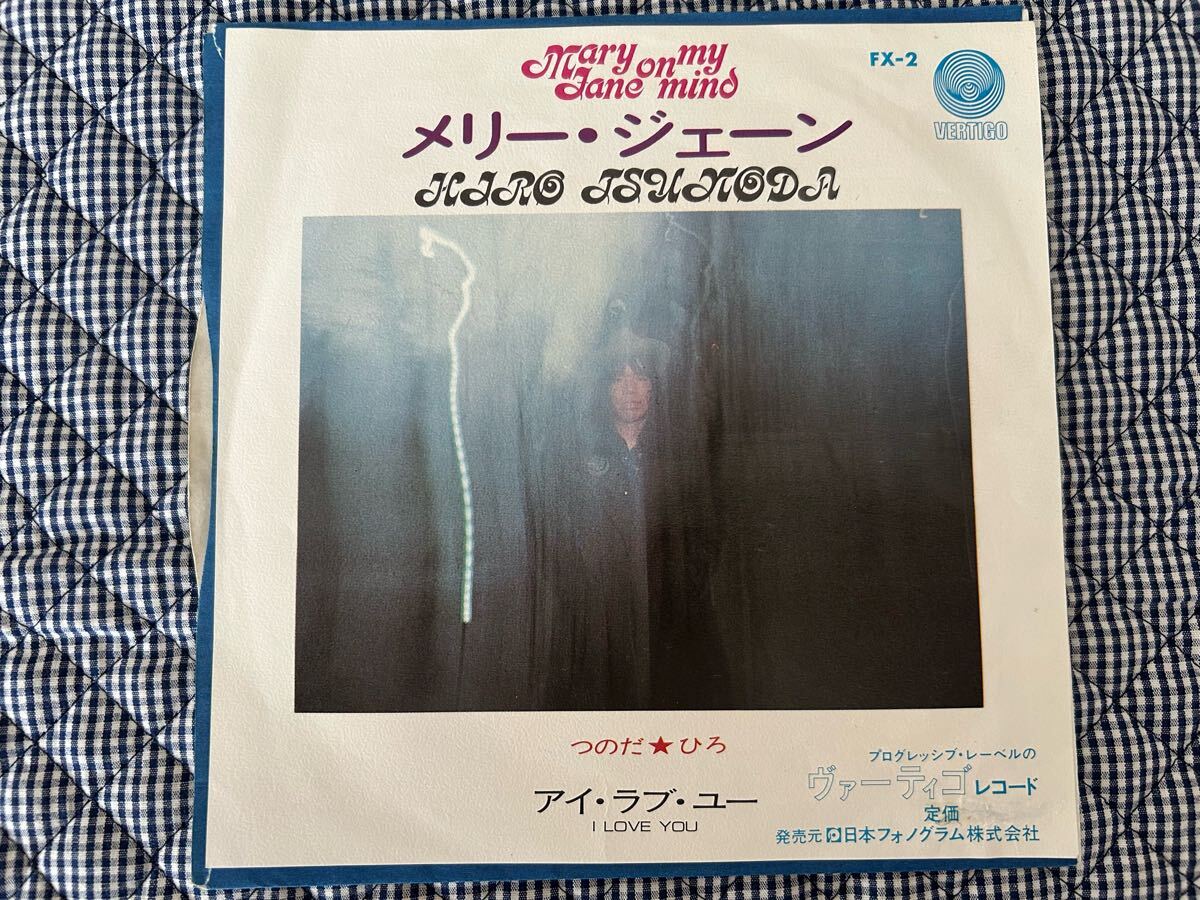 Mary Jane on my mind
FX-2
VERTIGO
メリー・ジェーン
HIRO TSUNODA
つのだ★ひろ
アイ・ラブ・ユー
I LOVE YOU
プログレッシブ・レーベルの
ヴァーティゴ レコード
定価
発売元 日本フォノグラム株式会社